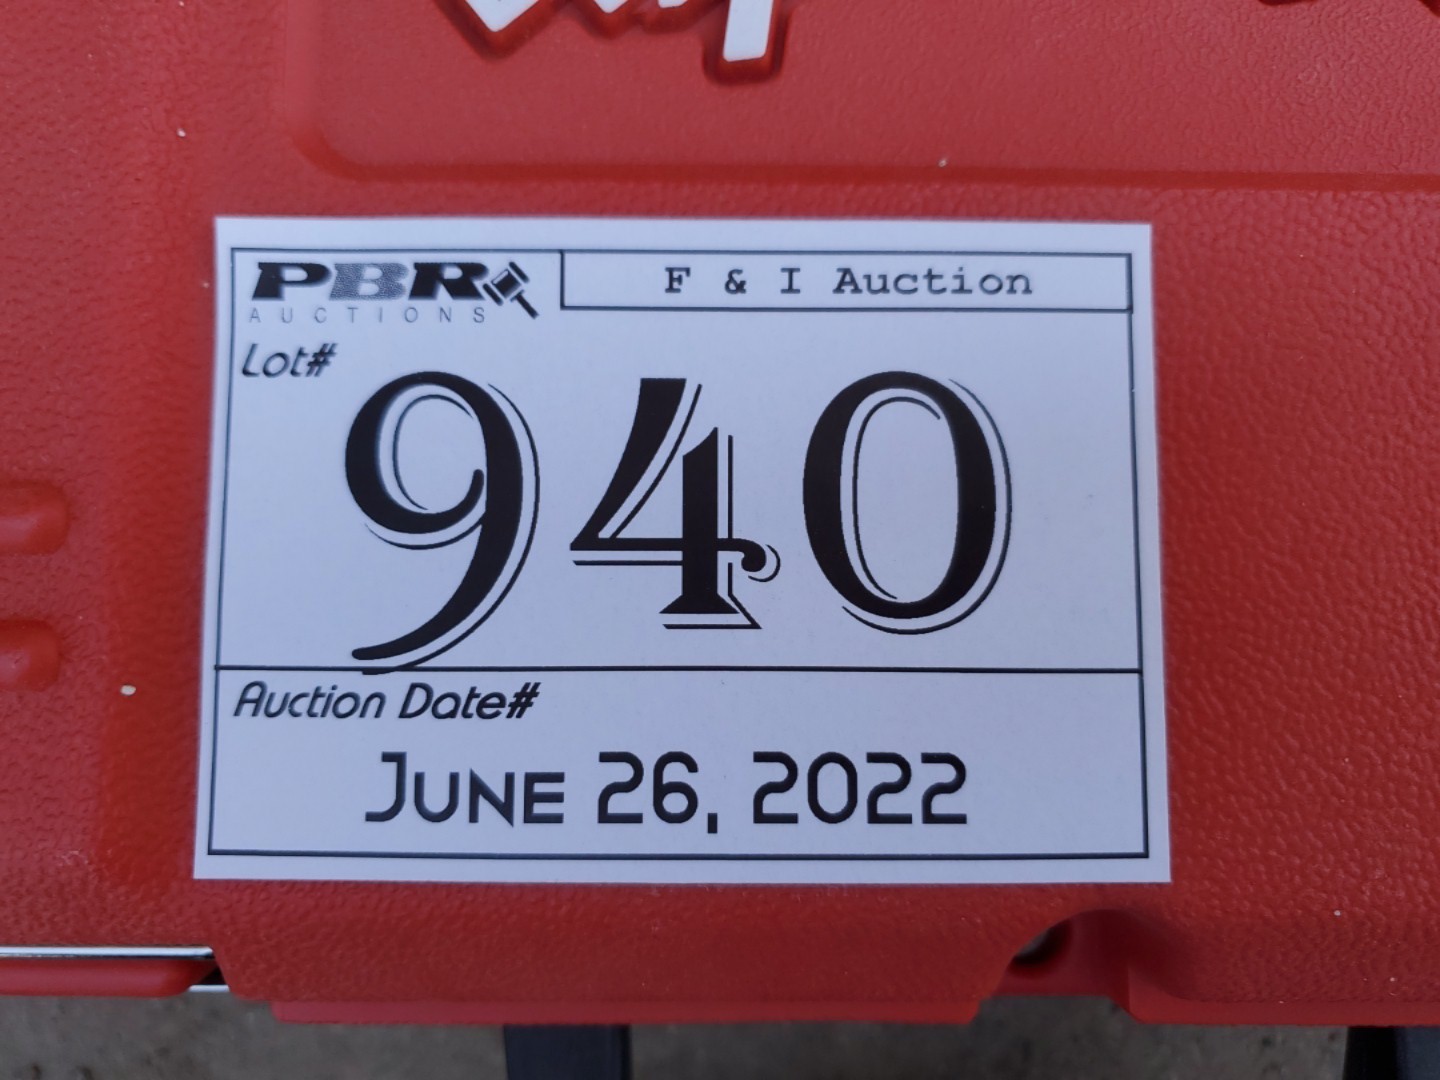 PBR
AUCTIONS
F & I Auction
Lot#
940
Auction Date#
June 26, 2022